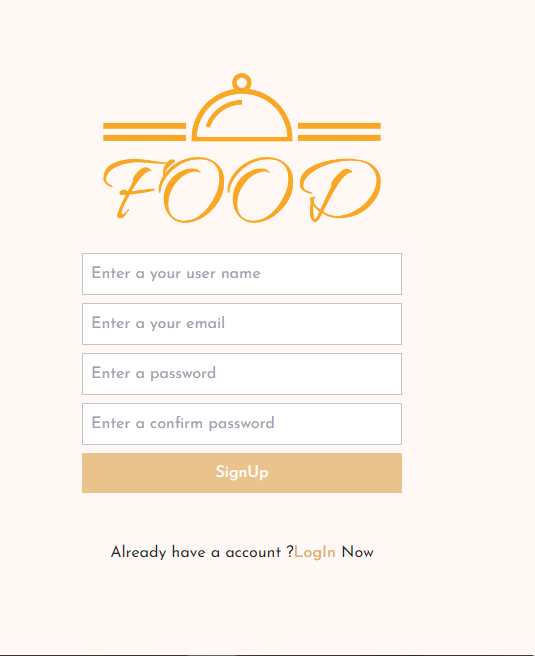 FOOD
Enter a your user name
Enter a your email
Enter a password
Enter a confirm password
SignUp
Already have a account ?LogIn Now